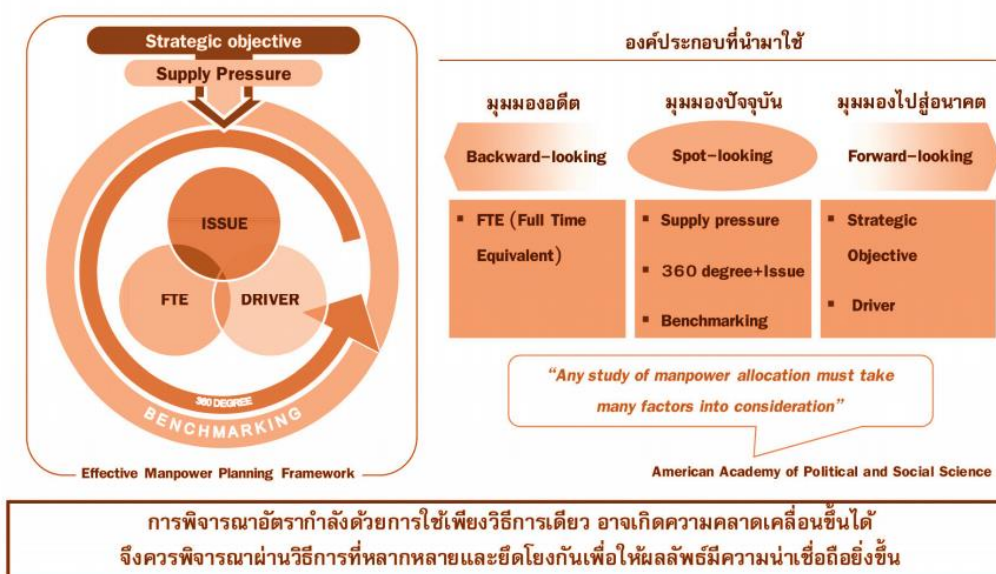 Strategic objective
Supply Pressure
ISSUE
FTE
DRIVER
360 DEGREE
BENCHMARKING
Effective Manpower Planning Framework
องค์ประกอบที่นำมาใช้
มุมมองอดีต
มุมมองปัจจุบัน
มุมมองไปสู่อนาคต
Backward-looking
Spot-looking
Forward-looking
▪ FTE (Full Time
Equivalent)
▪ Supply pressure
▪ 360 degree+Issue
▪ Benchmarking
▪ Strategic
Objective
▪ Driver
“Any study of manpower allocation must take
many factors into consideration”
American Academy of Political and Social Science
การพิจารณาอัตรากำลังด้วยการใช้เพียงวิธีการเดียว อาจเกิดความคลาดเคลื่อนขึ้นได้
จึงควรพิจารณาผ่านวิธีการที่หลากหลายและยึดโยงกันเพื่อให้ผลลัพธ์มีความน่าเชื่อถือยิ่งขึ้น